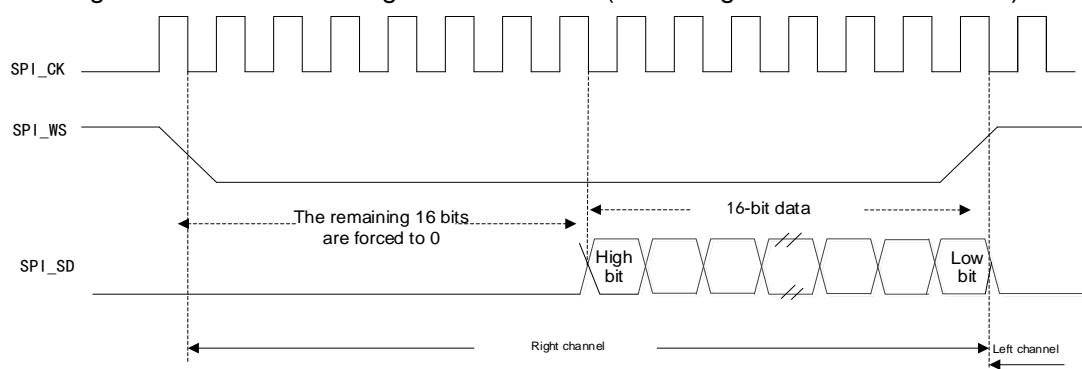 SPI_CK
SPI_WS
The remaining 16 bits
are forced to 0
16-bit data
SPI_SD
High
bit
Low
bit
Right channel
Left channel